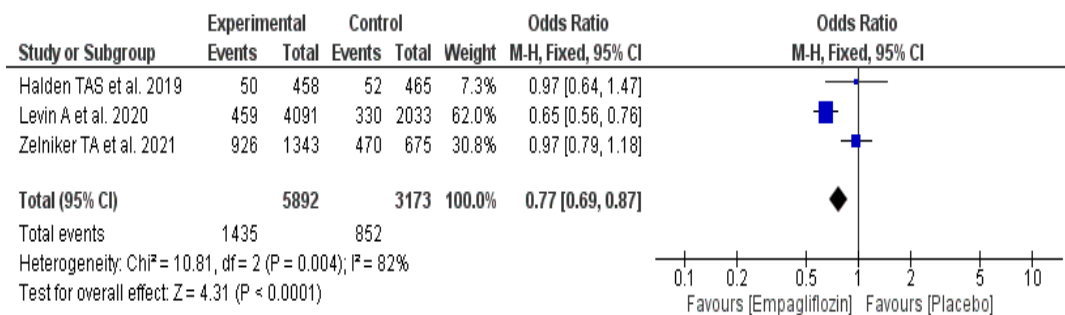 Experimental Control Odds Ratio Odds Ratio
Study or Subgroup Events Total Events Total Weight M-H, Fixed, 95% CI M-H, Fixed, 95% CI
Halden TAS et al. 2019 50 458 52 465 7.3% 0.97 [0.64, 1.47]
Levin A et al. 2020 459 4091 330 2033 62.0% 0.65 [0.56, 0.76]
Zelniker TA et al. 2021 926 1343 470 675 30.8% 0.97 [0.79, 1.18]
Total (95% CI) 5892 3173 100.0% 0.77 [0.69, 0.87]
Total events 1435 852
Heterogeneity: Chi² = 10.81, df = 2 (P = 0.004); I² = 82%
Test for overall effect: Z = 4.31 (P < 0.0001)
0.1 0.2 0.5 1 2 5 10
Favours [Empagliflozin] Favours [Placebo]